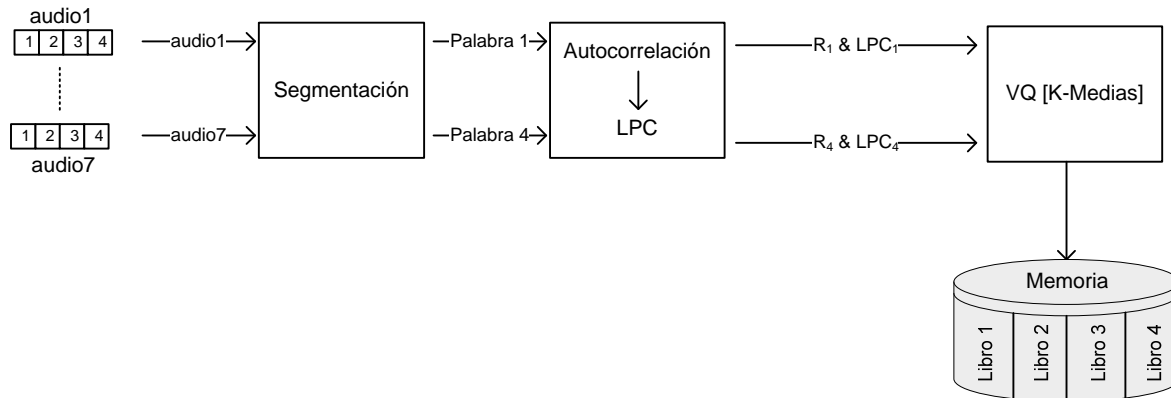 audio1
1 2 3 4
1 2 3 4
audio7
audio1
audio7
Segmentación
Palabra 1
Palabra 4
Autocorrelación
LPC
R₁ & LPC₁
R₄ & LPC₄
VQ [K-Medias]
Memoria
Libro 1
Libro 2
Libro 3
Libro 4